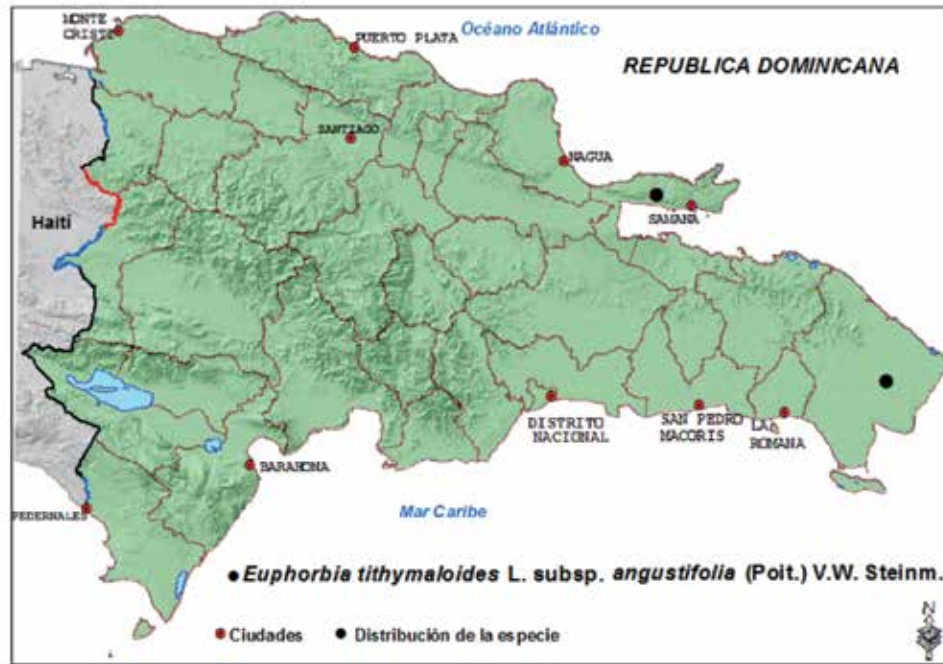 MONTE
CRISTI
Océano Atlántico
PUERTO PLATA
REPUBLICA DOMINICANA
SANTIAGO
NAGUA
Haití
SAMANA
DISTRITO
NACIONAL
SAN PEDRO
MACORIS
LA
ROMANA
BARAHONA
PEDERNALES
Mar Caribe
Euphorbia tithymaloides L. subsp. angustifolia (Poit.) V.W. Steinm.
Ciudades
Distribución de la especie
N